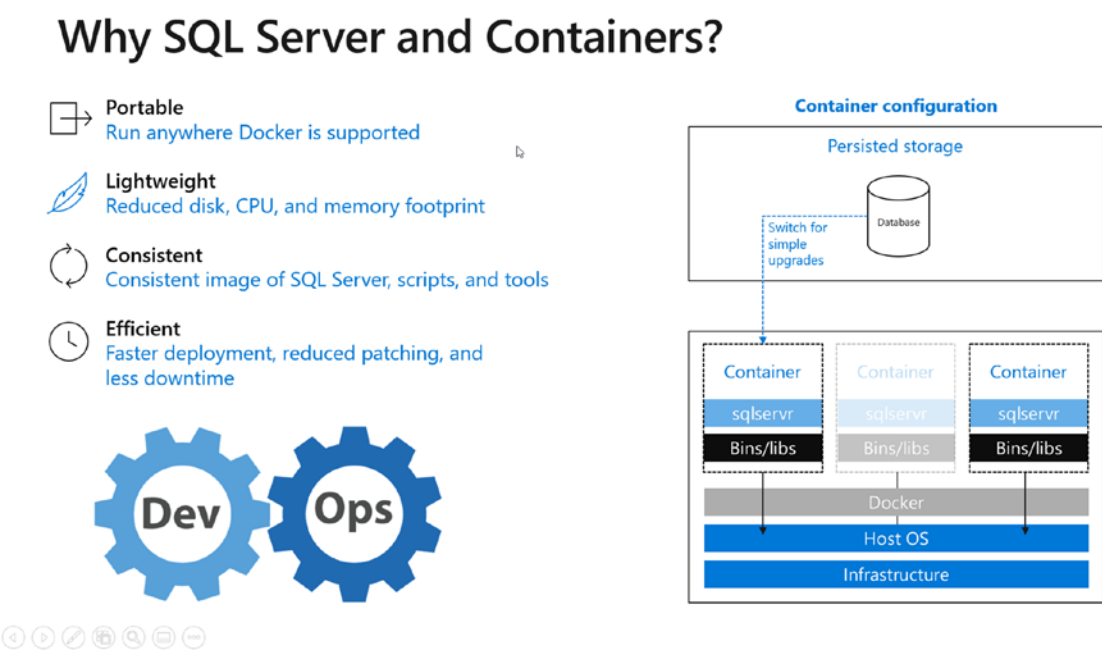 Why SQL Server and Containers?
Portable
Run anywhere Docker is supported
Lightweight
Reduced disk, CPU, and memory footprint
Consistent
Consistent image of SQL Server, scripts, and tools
Efficient
Faster deployment, reduced patching, and
less downtime
Dev
Ops
Container configuration
Persisted storage
Database
Switch for
simple
upgrades
Container
sqlservr
Bins/libs
Container
sqlservr
Bins/libs
Container
sqlservr
Bins/libs
Docker
Host OS
Infrastructure